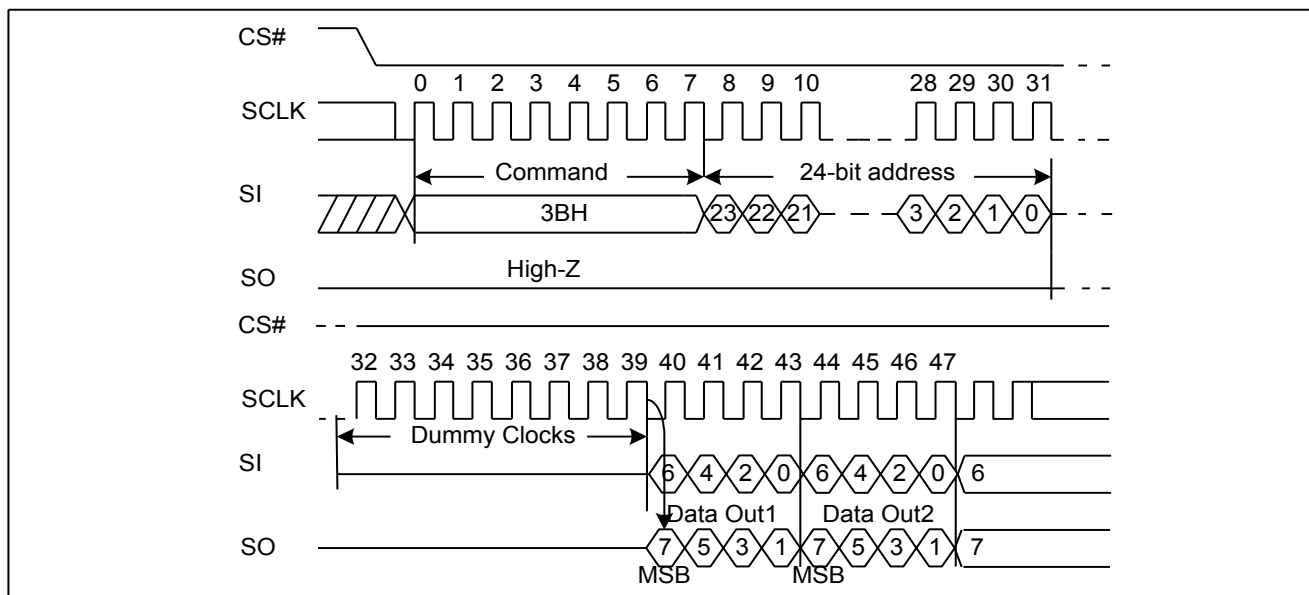 CS#
0 1 2 3 4 5 6 7 8 9 10 28 29 30 31
SCLK
Command 24-bit address
SI
3BH 23 22 21 3 2 1 0
High-Z
SO
CS#
32 33 34 35 36 37 38 39 40 41 42 43 44 45 46 47
SCLK
Dummy Clocks
SI
6 4 2 0 6 4 2 0 6
Data Out1 Data Out2
SO
7 5 3 1 7 5 3 1 7
MSB MSB